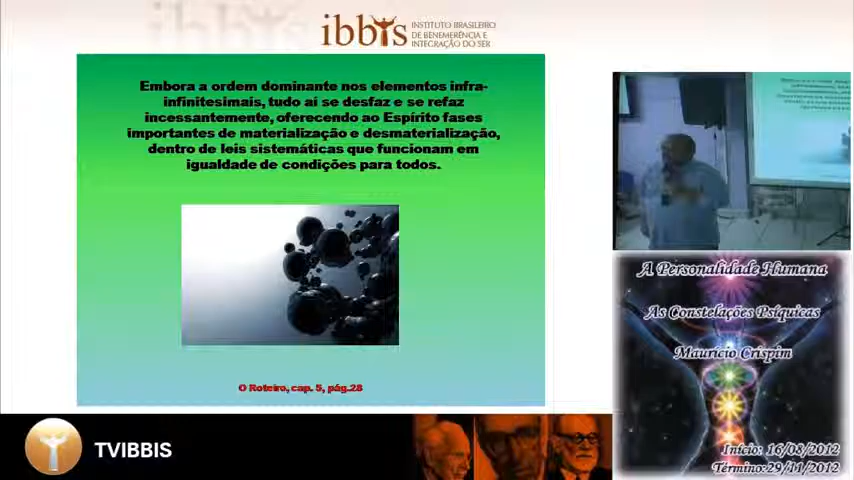 ibbis INSTITUTO BRASILEIRO
DE BENEMERÊNCIA E
INTEGRAÇÃO DO SER
Embora a ordem dominante nos elementos infra-
infinitesimais, tudo aí se desfaz e se refaz
incessantemente, oferecendo ao Espírito fases
importantes de materialização e desmaterialização,
dentro de leis sistemáticas que funcionam em
igualdade de condições para todos.
O Roteiro, cap. 5, pág.28
A Personalidade Humana
As Constelações Psíquicas
Maurício Crispim
Início: 16/08/2012
Término:29/11/2012
TVIBBIS